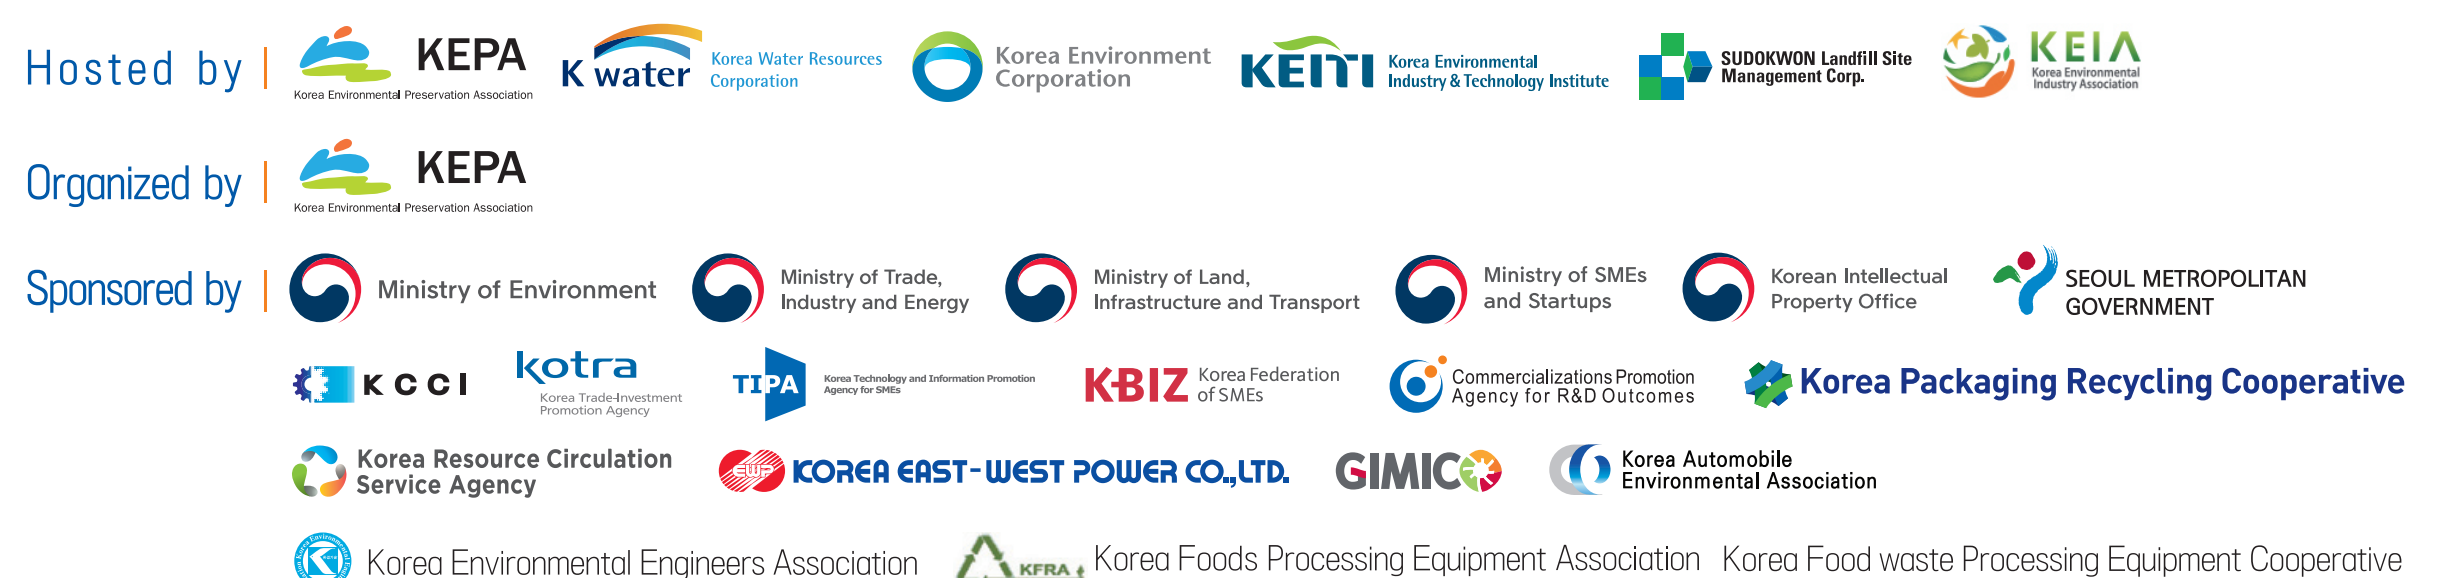 Hosted by
KEPA
Korea Environmental Preservation Association
K water
Korea Water Resources
Corporation
Korea Environment
Corporation
KEITI
Korea Environmental
Industry & Technology Institute
SUDOKWON Landfill Site
Management Corp.
KEIA
Korea Environmental
Industry Association
Organized by
KEPA
Korea Environmental Preservation Association
Sponsored by
Ministry of Environment
Ministry of Trade,
Industry and Energy
Ministry of Land,
Infrastructure and Transport
Ministry of SMEs
and Startups
Korean Intellectual
Property Office
SEOUL METROPOLITAN
GOVERNMENT
KCCI
kotra
Korea Trade-Investment
Promotion Agency
TIPA
Korea Technology and Information Promotion
Agency for SMEs
KBIZ
Korea Federation
of SMEs
Commercializations Promotion
Agency for R&D Outcomes
Korea Packaging Recycling Cooperative
Korea Resource Circulation
Service Agency
EWP
KOREA EAST-WEST POWER CO.,LTD.
GIMICO
Korea Automobile
Environmental Association
Korea Environmental Engineers Association
KFRA
Korea Foods Processing Equipment Association
Korea Food waste Processing Equipment Cooperative